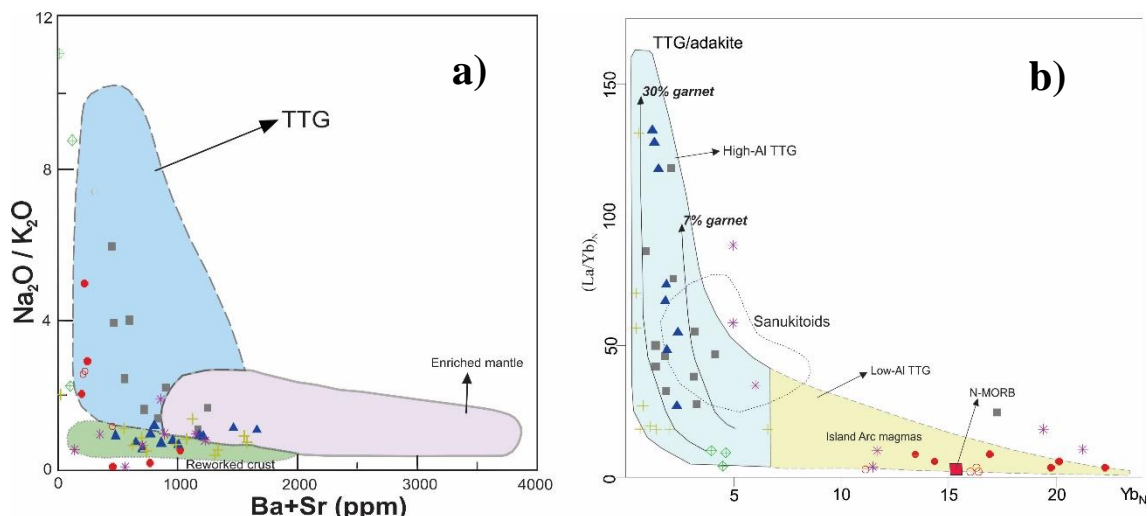 a)
12
8
4
0
Na₂O / K₂O
TTG
Enriched mantle
Reworked crust
0 1000 2000 3000 4000
Ba+Sr (ppm)
b)
TTG/adakite
150
100
50
0
(La/Yb)N
30% garnet
High-Al TTG
7% garnet
Sanukitoids
Low-Al TTG
N-MORB
Island Arc magmas
5 10 15 20 YbN